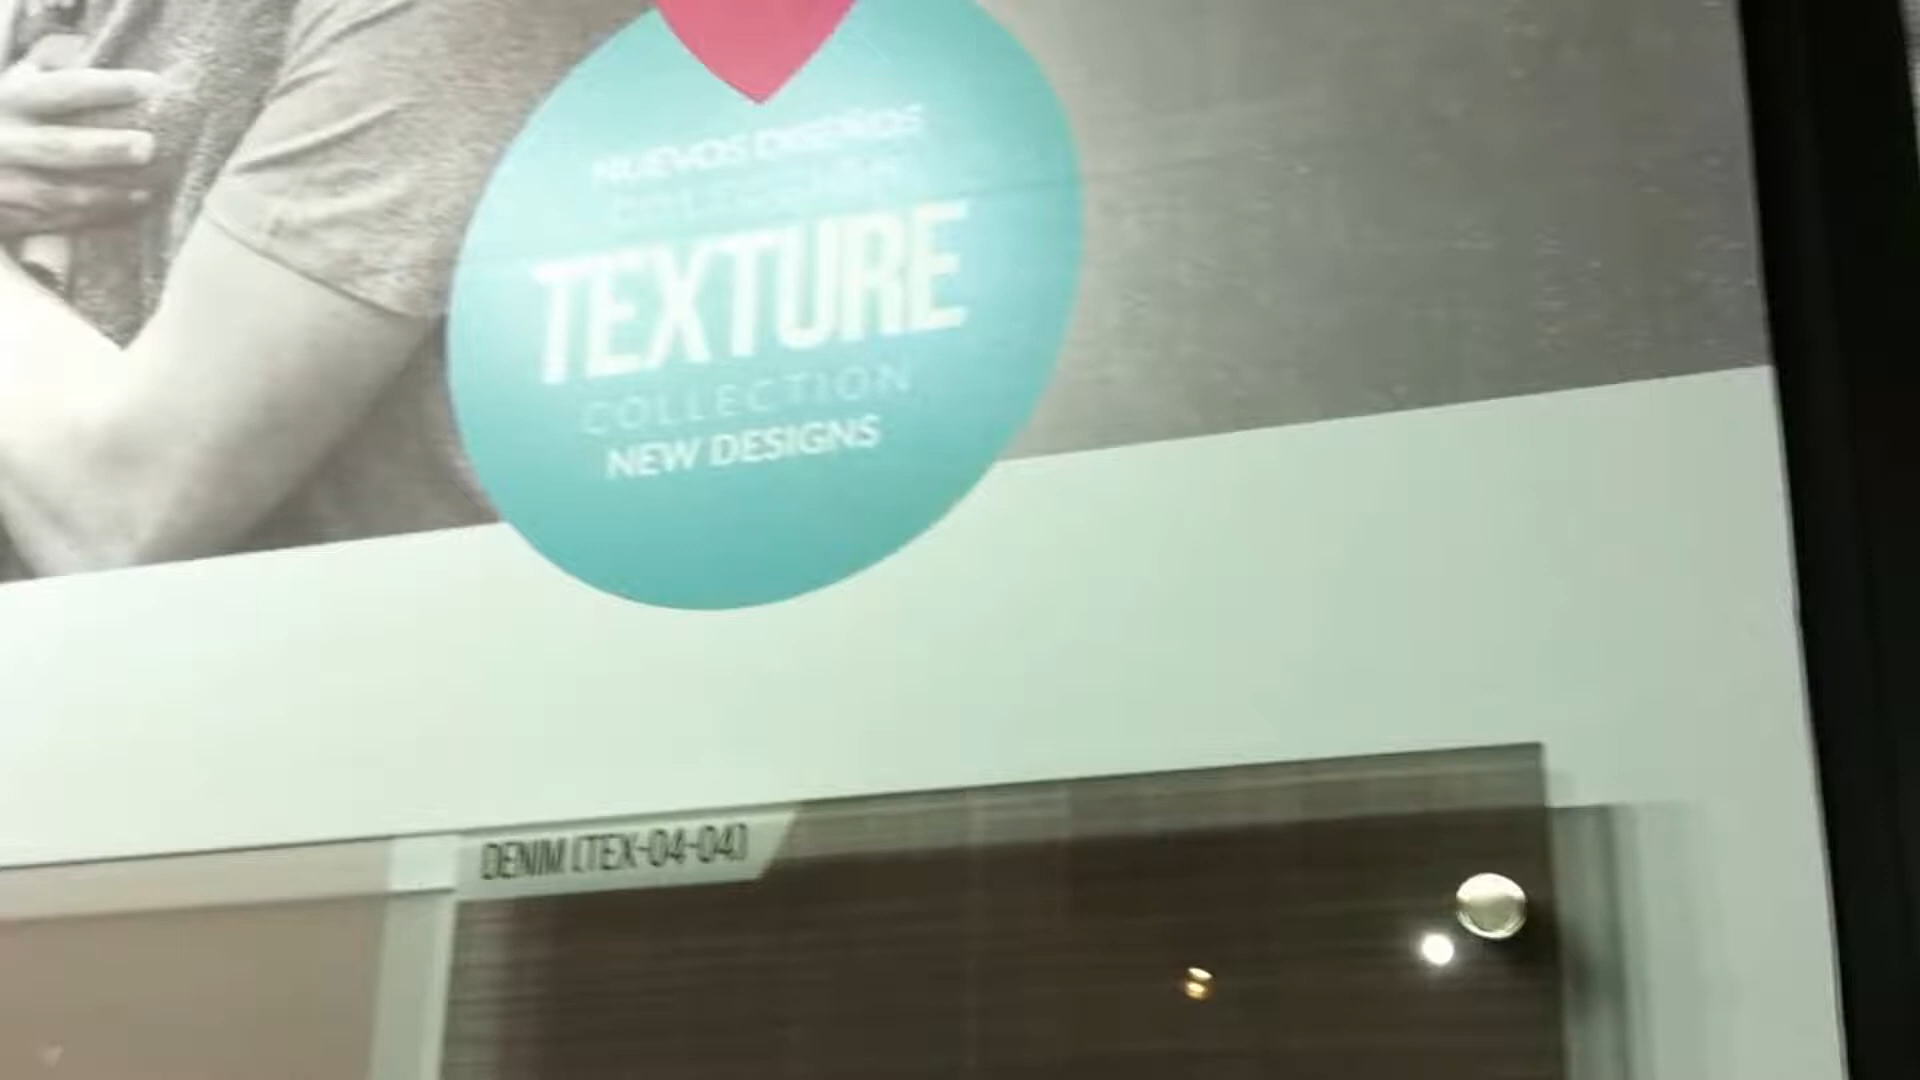 NUEVOS DISEÑOS
TEXTURE
COLLECTION
NEW DESIGNS
DENIM (TEX-04-04)